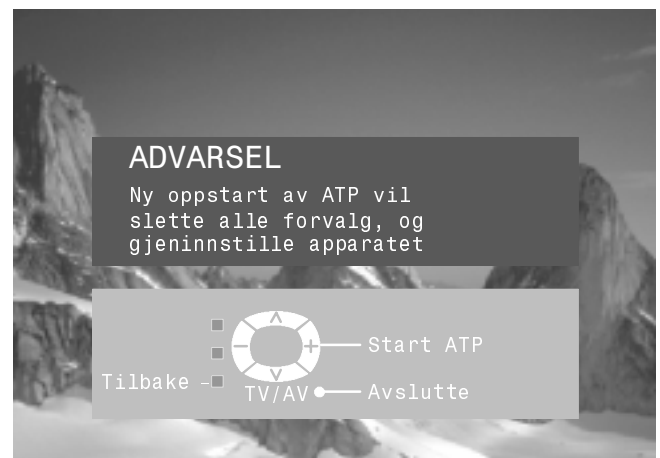 ADVARSEL
Ny oppstart av ATP vil
slette alle forvalg, og
gjeninnstille apparatet
Start ATP
Tilbake
TV/AV
Avslutte